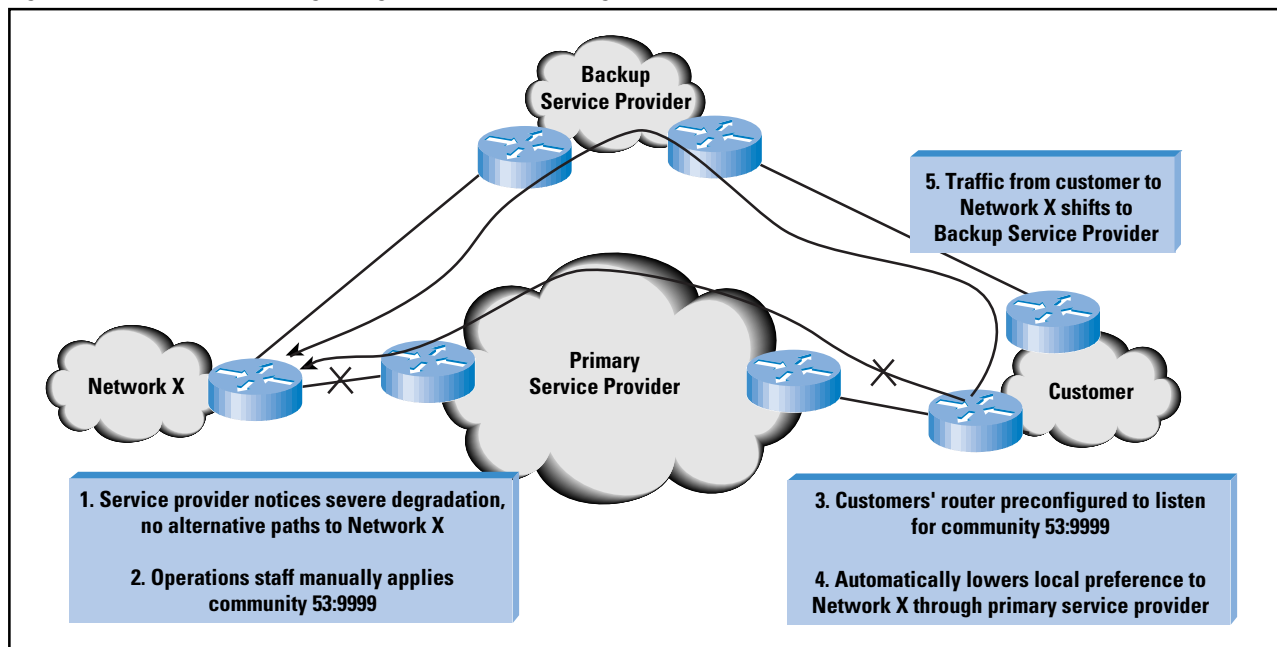 Backup
Service Provider
5. Traffic from customer to
Network X shifts to
Backup Service Provider
Network X
Primary
Service Provider
Customer
1. Service provider notices severe degradation,
no alternative paths to Network X
2. Operations staff manually applies
community 53:9999
3. Customers' router preconfigured to listen
for community 53:9999
4. Automatically lowers local preference to
Network X through primary service provider